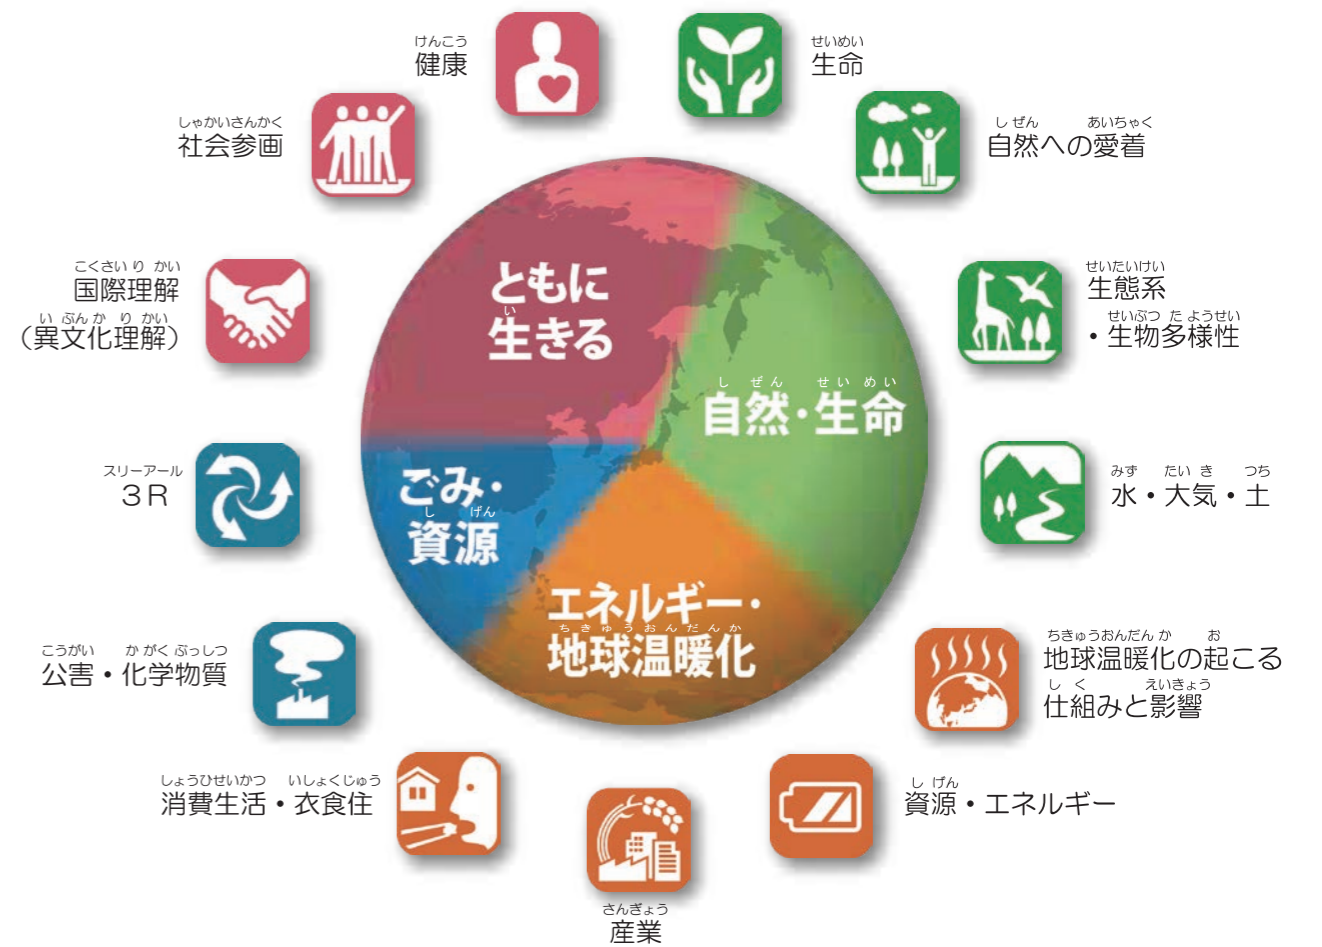 けんこう
健康
せいめい
生命
しゃかいさんかく
社会参画
しぜん あいちゃく
自然への愛着
こくさいりかい
国際理解
いぶんかりかい
（異文化理解）
せいたいけい
生態系
せいぶつたようせい
・生物多様性
ともに
い
生きる
しぜん せいめい
自然・生命
スリーアール
３Ｒ
みず たいき つち
水・大気・土
ごみ・
しげん
資源
エネルギー・
ちきゅうおんだんか
地球温暖化
こうがい かがくぶっしつ
公害・化学物質
ちきゅうおんだんか お
地球温暖化の起こる
しく えいきょう
仕組みと影響
しょうひせいかつ いしょくじゅう
消費生活・衣食住
しげん
資源・エネルギー
さんぎょう
産業